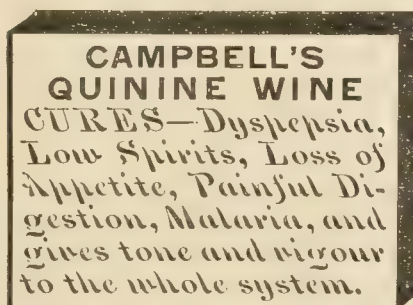 CAMPBELL'S
QUININE WINE
CURES—Dyspepsia,
Low Spirits, Loss of
Appetite, Painful Di-
gestion, Malaria, and
gives tone and vigour
to the whole system.